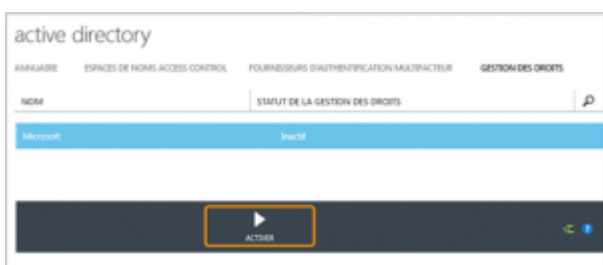 active directory
ANNUAIRE ESPACES DE NOMS ACCESS CONTROL FOURNISSEURS D'AUTHENTIFICATION MULTIFACTEUR GESTION DES DROITS
NOM STATUT DE LA GESTION DES DROITS
Microsoft Inactif
ACTIVER